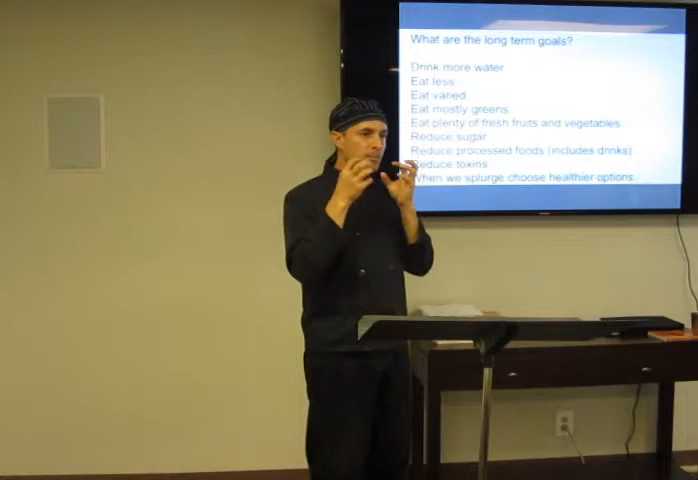 What are the long term goals?
Drink more water
Eat less
Eat varied
Eat mostly greens
Eat plenty of fresh fruits and vegetables
Reduce sugar
Reduce processed foods (includes drinks)
Reduce toxins
When we splurge choose healthier options.